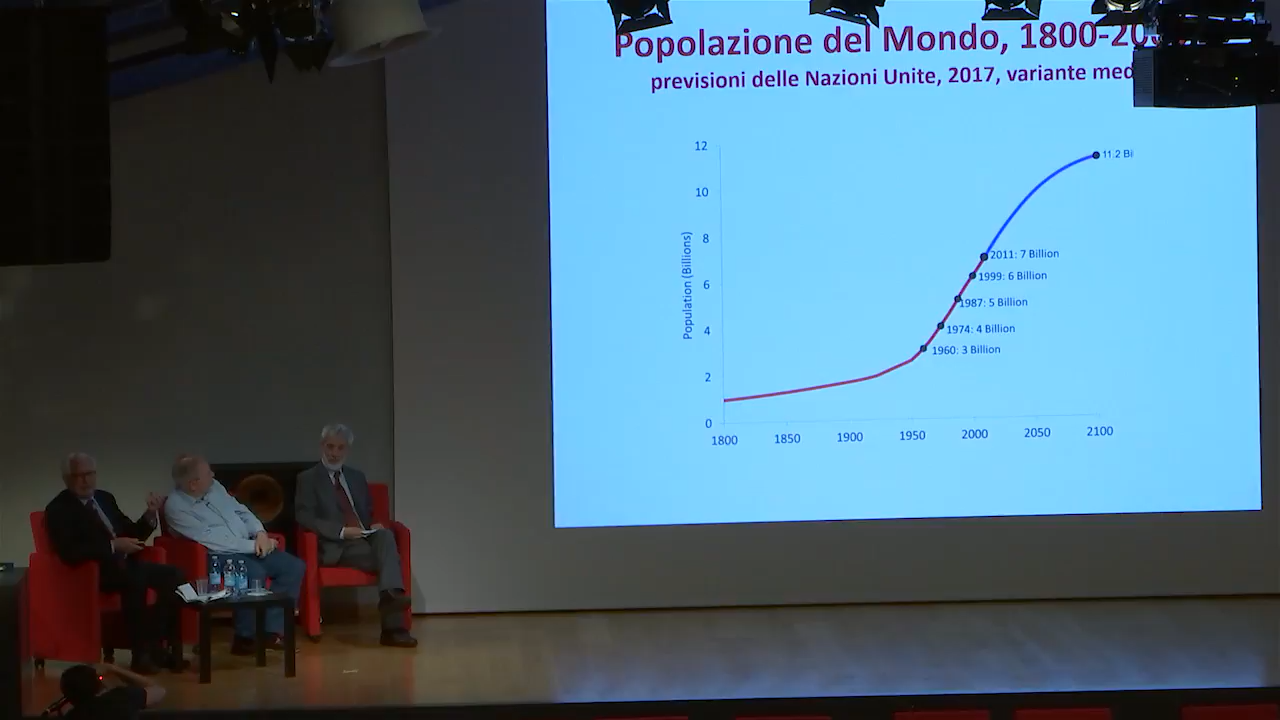 Popolazione del Mondo, 1800-20
previsioni delle Nazioni Unite, 2017, variante med
12
10
8
6
4
2
0
Population (Billions)
11.2 Bi
2011: 7 Billion
1999: 6 Billion
1987: 5 Billion
1974: 4 Billion
1960: 3 Billion
1800 1850 1900 1950 2000 2050 2100